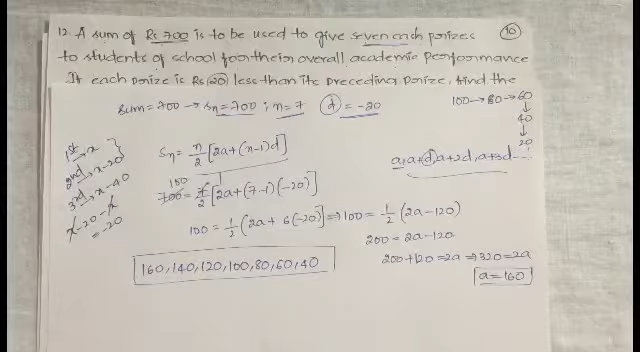 12. A sum of Rs 700 is to be used to give seven cash prizes (10)
to students of school for their overall academic performance
If each prize is Rs (20) less than its preceding prize, find the
Sum = 700 → Sn = 700 ; n = 7 (d) = -20
100 → 80 → 60
↓
40
↓
20
1st → x
2nd → x-20
3rd → x-40
x-20-x
= -20
Sn = n/2 [2a+(n-1)d]
a, a+(d), a+2d, a+3d ...
100 1
700 = 7/2 [2a+(7-1)(-20)]
100 = 1/2 (2a + 6(-20)] ⇒ 100 = 1/2 (2a-120)
200 = 2a-120
200+120 = 2a ⇒ 320 = 2a
a = 160
160, 140, 120, 100, 80, 60, 40